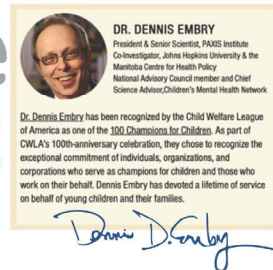 DR. DENNIS EMBRY
President & Senior Scientist, PAXIS Institute
Co-Investigator, Johns Hopkins University & the
Manitoba Centre for Health Policy
National Advisory Council member and Chief
Science Advisor,Children's Mental Health Network
Dr. Dennis Embry has been recognized by the Child Welfare League
of America as one of the 100 Champions for Children. As part of
CWLA's 100th-anniversary celebration, they chose to recognize the
exceptional commitment of individuals, organizations, and
corporations who serve as champions for children and those who
work on their behalf. Dennis Embry has devoted a lifetime of service
on behalf of young children and their families.
Dennis D. Embry